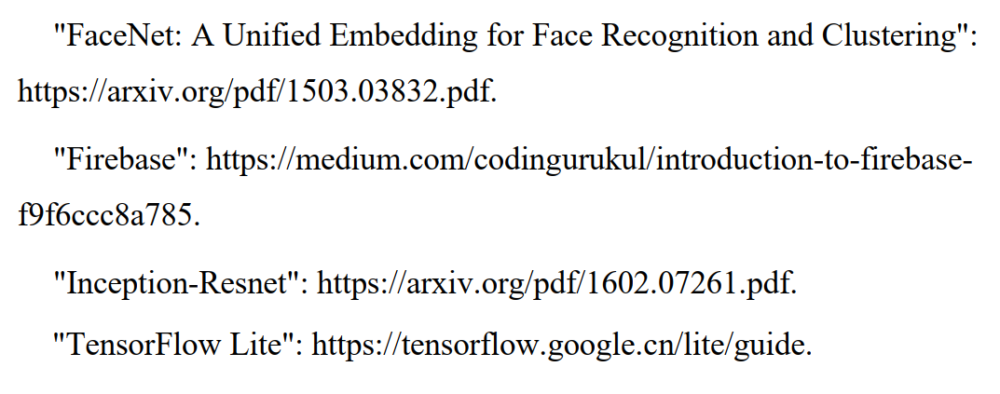 "FaceNet: A Unified Embedding for Face Recognition and Clustering":
https://arxiv.org/pdf/1503.03832.pdf.
"Firebase": https://medium.com/codingurukul/introduction-to-firebase-
f9f6ccc8a785.
"Inception-Resnet": https://arxiv.org/pdf/1602.07261.pdf.
"TensorFlow Lite": https://tensorflow.google.cn/lite/guide.